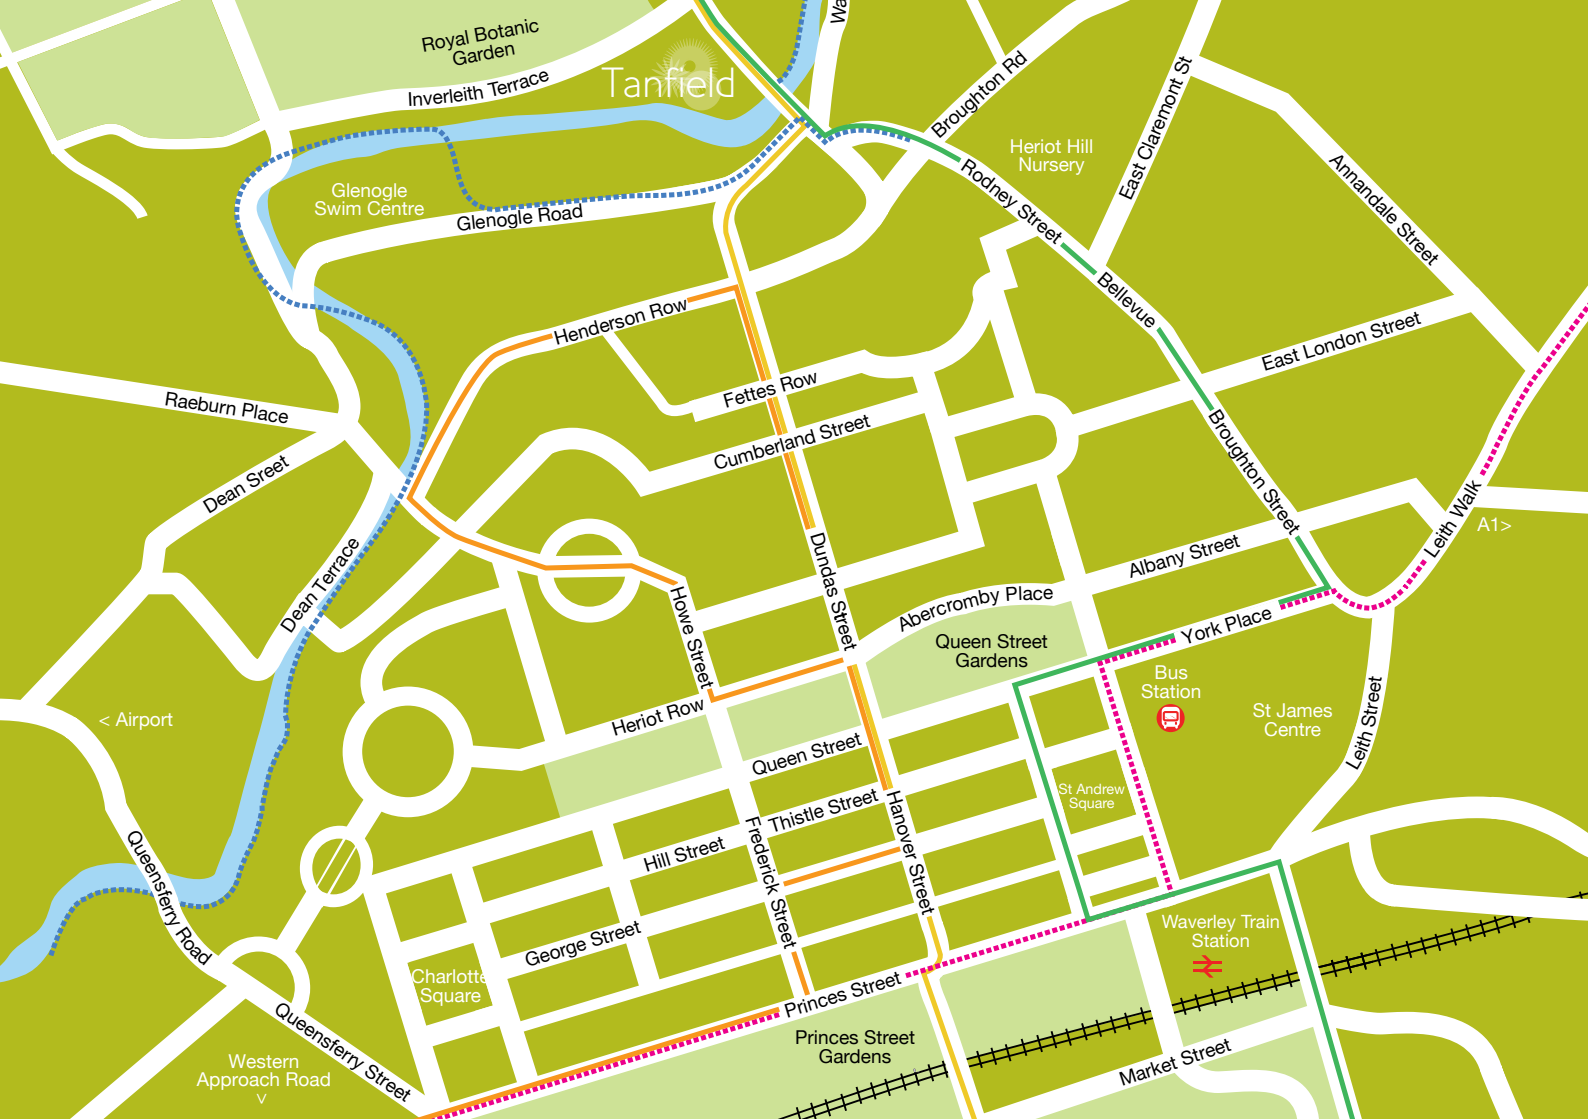 Royal Botanic
Garden
Wa
Tanfield
Inverleith Terrace
Broughton Rd
East Claremont St
Heriot Hill
Nursery
Annandale Street
Glenogle
Swim Centre
Glenogle Road
Rodney Street
Bellevue
Henderson Row
East London Street
Fettes Row
Raeburn Place
Cumberland Street
Dean Sreet
Broughton Street
Leith Walk
A1>
Dean Terrace
Dundas Street
Albany Street
Abercromby Place
Howe Street
Queen Street
Gardens
York Place
Bus
Station
< Airport
Heriot Row
St James
Centre
Leith Street
Queen Street
St Andrew
Square
Thistle Street
Hanover Street
Hill Street
Frederick Street
Queensferry Road
George Street
Waverley Train
Station
Charlotte
Square
Princes Street
Queensferry Street
Princes Street
Gardens
Market Street
Western
Approach Road
>